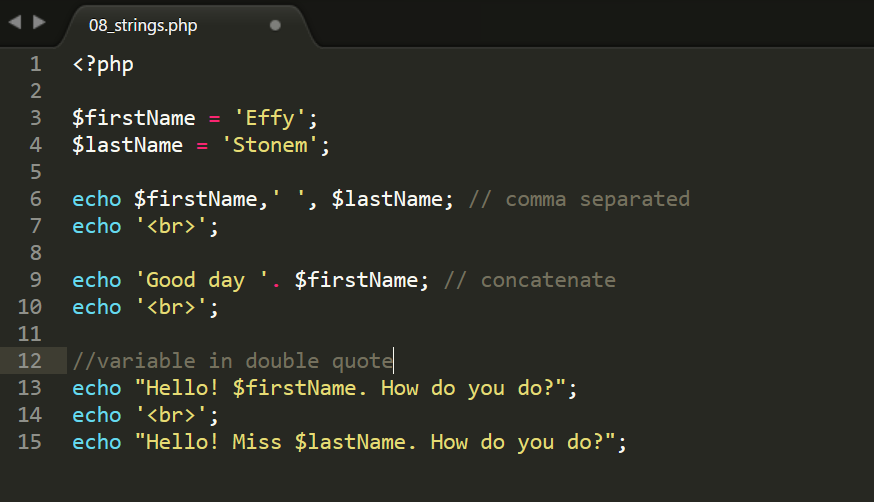 08_strings.php
1 <?php
2
3 $firstName = 'Effy';
4 $lastName = 'Stonem';
5
6 echo $firstName,' ', $lastName; // comma separated
7 echo '<br>';
8
9 echo 'Good day '. $firstName; // concatenate
10 echo '<br>';
11
12 //variable in double quote
13 echo "Hello! $firstName. How do you do?";
14 echo '<br>';
15 echo "Hello! Miss $lastName. How do you do?";